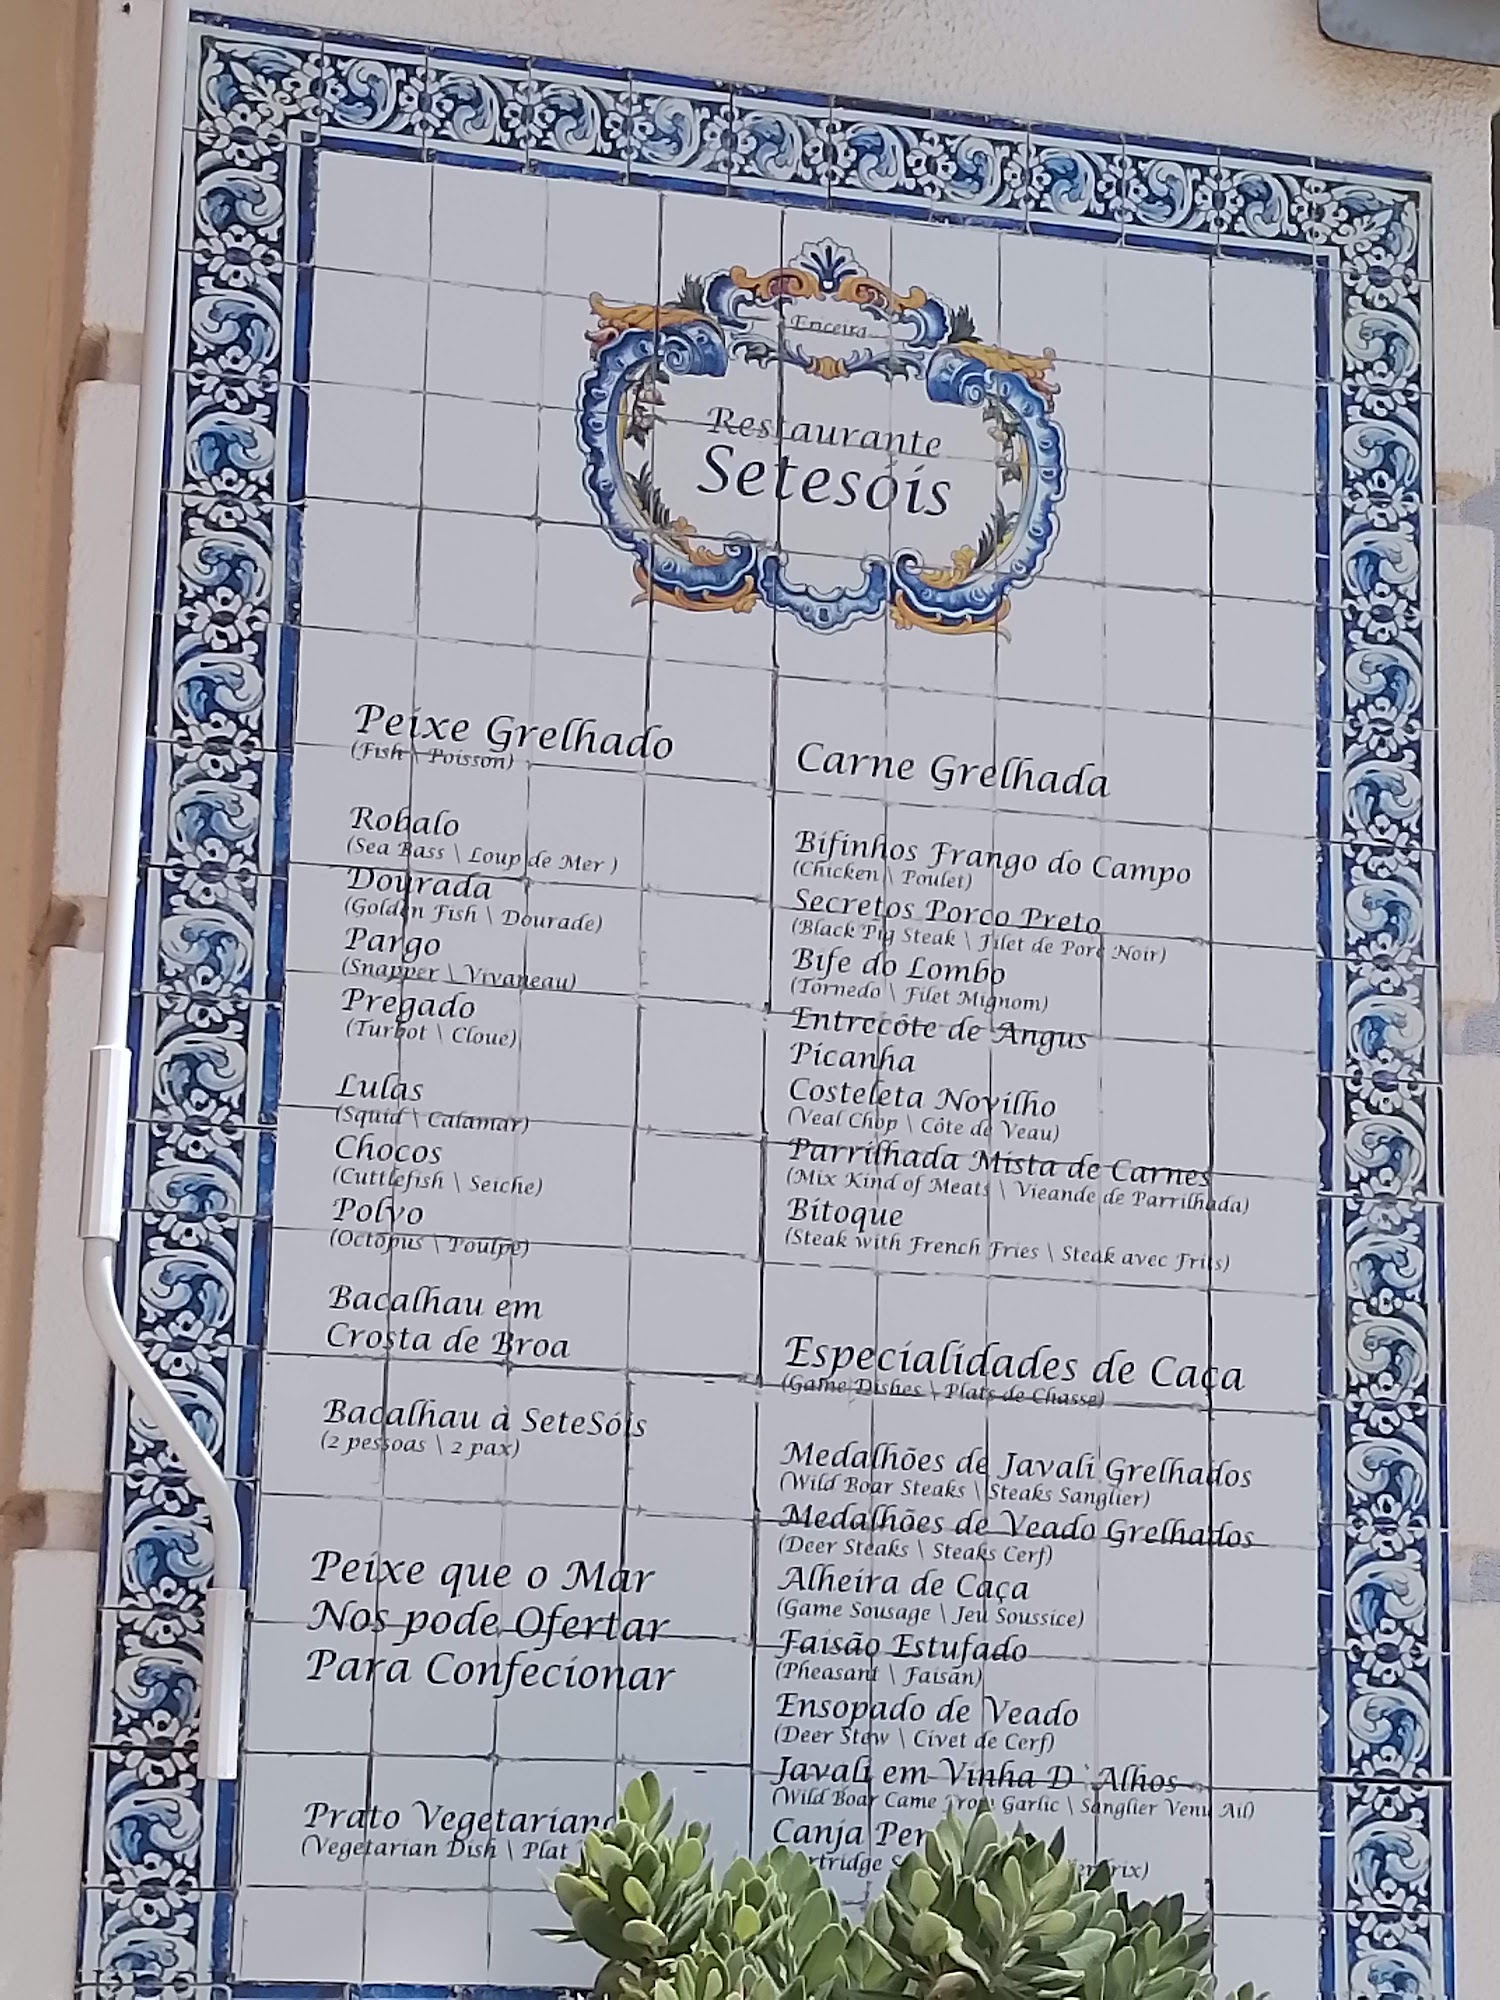 Ericeira
Restaurante
Setesóis
Peixe Grelhado
(Fish \ Poisson)
Robalo
(Sea Bass \ Loup de Mer )
Dourada
(Golden Fish \ Dourade)
Pargo
(Snapper \ Vivaneau)
Pregado
(Turbot \ Cloue)
Lulas
(Squid \ Calamar)
Chocos
(Cuttlefish \ Seiche)
Polvo
(Octopus \ Poulpe)
Bacalhau em
Crosta de Broa
Bacalhau à SeteSóis
(2 pessoas \ 2 pax)
Peixe que o Mar
Nos pode Ofertar
Para Confecionar
Prato Vegetariano
(Vegetarian Dish \ Plat
Carne Grelhada
Bifinhos Frango do Campo
(Chicken \ Poulet)
Secretos Porco Preto
(Black Pig Steak \ Filet de Porc Noir)
Bife do Lombo
(Tornedo \ Filet Mignom)
Entrecôte de Angus
Picanha
Costeleta Novilho
(Veal Chop \ Côte de Veau)
Parrilhada Mista de Carnes
(Mix Kind of Meats \ Vieande de Parrilhada)
Bitoque
(Steak with French Fries \ Steak avec Frits)
Especialidades de Caça
(Game Dishes \ Plats de Chasse)
Medalhões de Javali Grelhados
(Wild Boar Steaks \ Steaks Sanglier)
Medalhões de Veado Grelhados
(Deer Steaks \ Steaks Cerf)
Alheira de Caça
(Game Sousage \ Jeu Soussice)
Faisão Estufado
(Pheasant \ Faisan)
Ensopado de Veado
(Deer Stew \ Civet de Cerf)
Javali em Vinha D`Alhos
(Wild Boar Came From Garlic \ Sanglier Venu Ail)
Canja